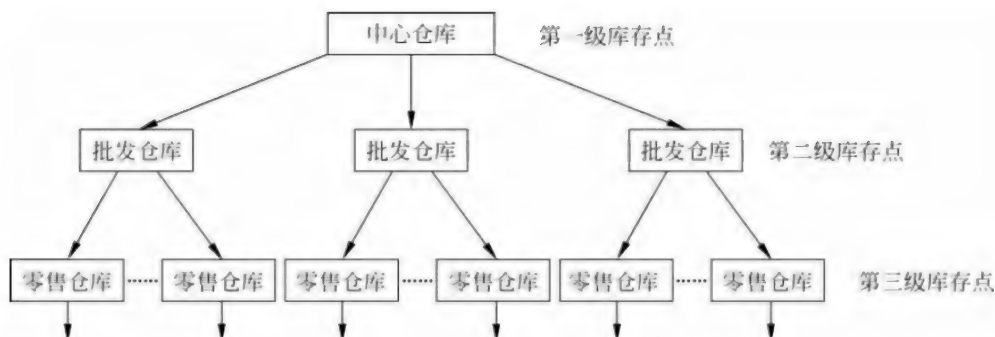 中心仓库 第一级库存点
批发仓库 批发仓库 批发仓库 第二级库存点
零售仓库 ...... 零售仓库 零售仓库 ...... 零售仓库 零售仓库 ...... 零售仓库 第三级库存点